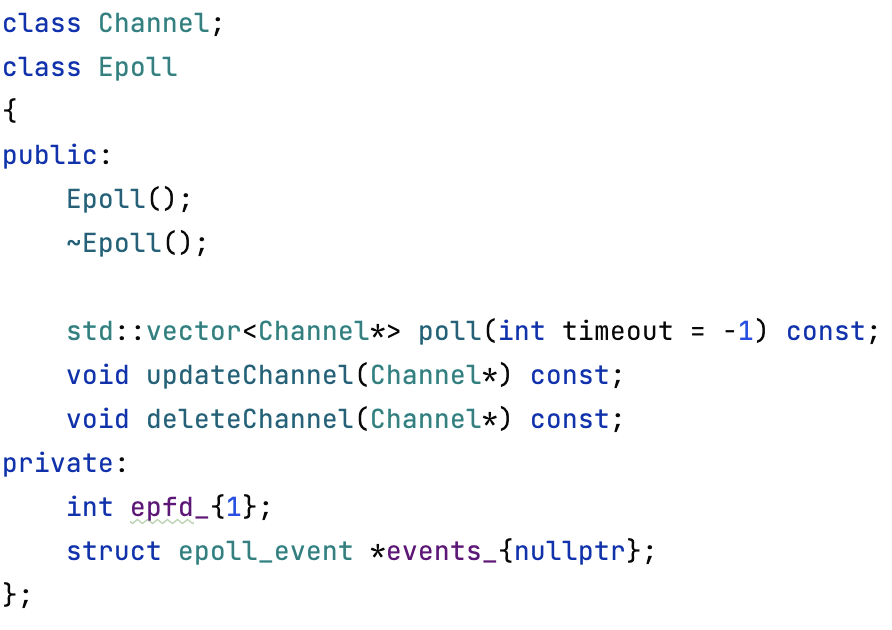 class Channel;
class Epoll
{
public:
    Epoll();
    ~Epoll();

    std::vector<Channel*> poll(int timeout = -1) const;
    void updateChannel(Channel*) const;
    void deleteChannel(Channel*) const;
private:
    int epfd_{1};
    struct epoll_event *events_{nullptr};
};